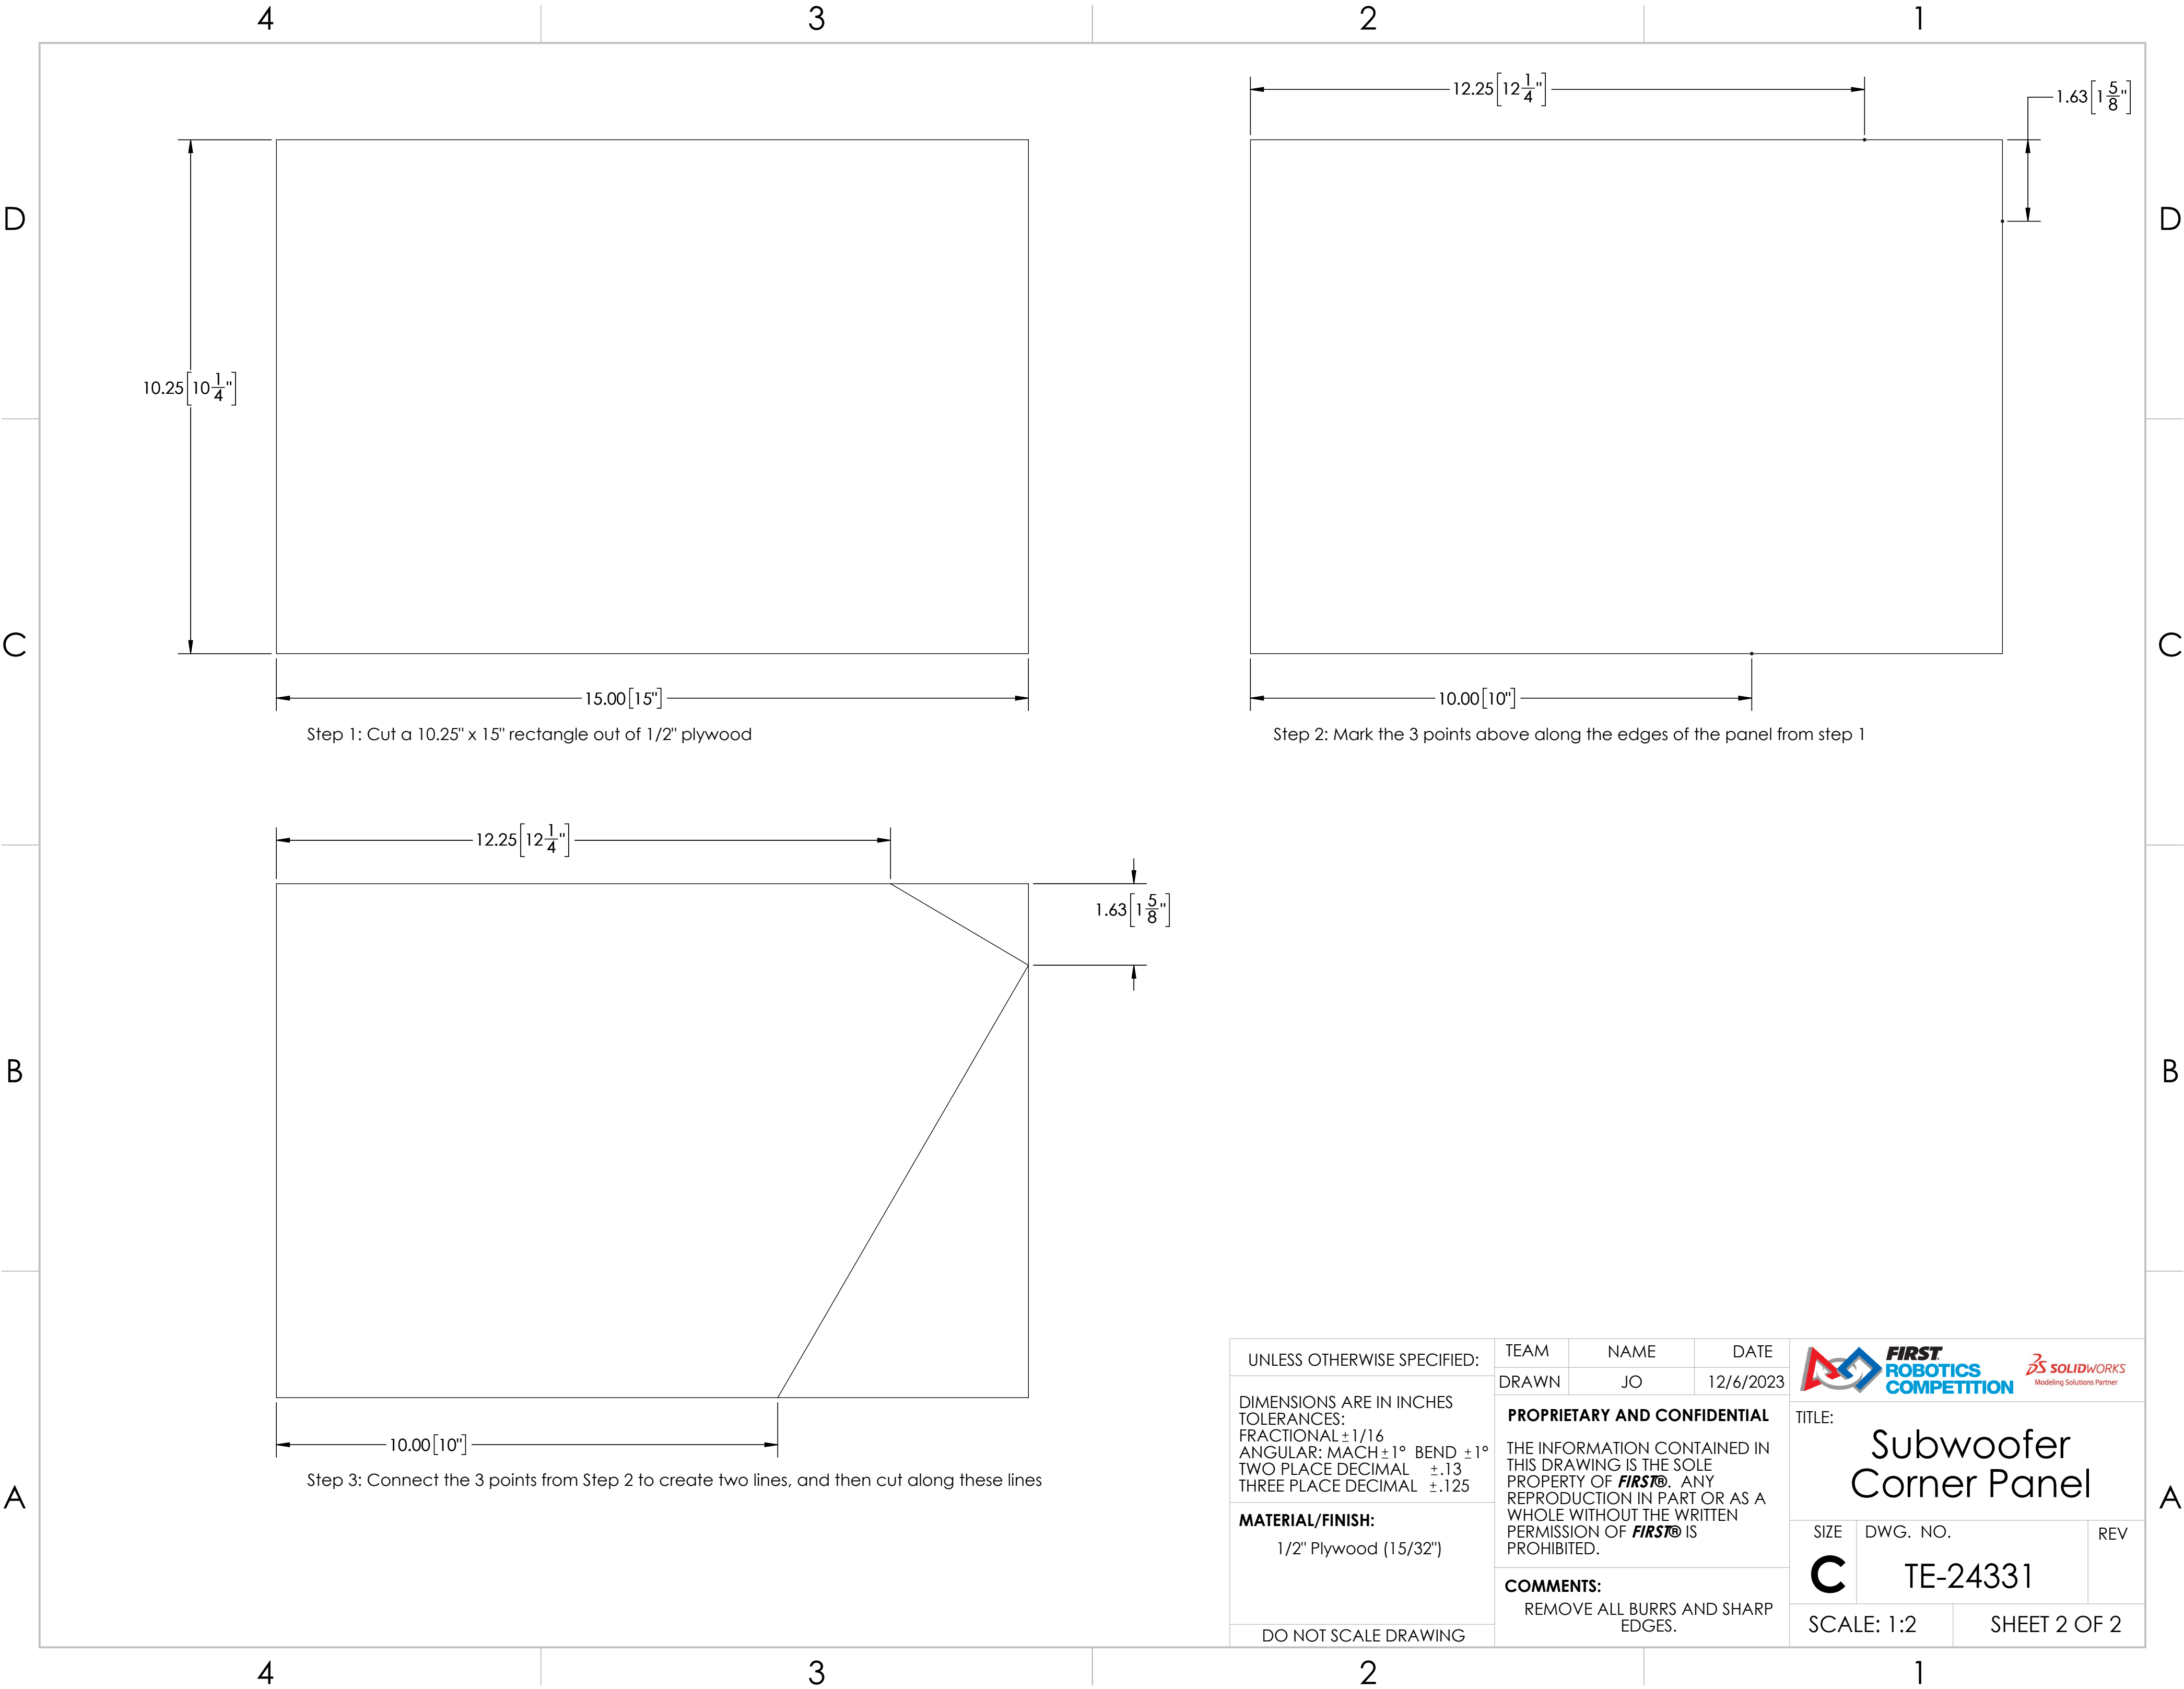 4 3 2 1
D D
C C
B B
A A
10.25[10 1/4"]
15.00[15"]
Step 1: Cut a 10.25" x 15" rectangle out of 1/2" plywood
12.25[12 1/4"]
1.63[1 5/8"]
10.00[10"]
Step 2: Mark the 3 points above along the edges of the panel from step 1
12.25[12 1/4"]
1.63[1 5/8"]
10.00[10"]
Step 3: Connect the 3 points from Step 2 to create two lines, and then cut along these lines
UNLESS OTHERWISE SPECIFIED:
DIMENSIONS ARE IN INCHES
TOLERANCES:
FRACTIONAL±1/16
ANGULAR: MACH±1° BEND ±1°
TWO PLACE DECIMAL ±.13
THREE PLACE DECIMAL ±.125
MATERIAL/FINISH:
1/2" Plywood (15/32")
DO NOT SCALE DRAWING
TEAM NAME DATE
DRAWN JO 12/6/2023
PROPRIETARY AND CONFIDENTIAL
THE INFORMATION CONTAINED IN
THIS DRAWING IS THE SOLE
PROPERTY OF FIRST®. ANY
REPRODUCTION IN PART OR AS A
WHOLE WITHOUT THE WRITTEN
PERMISSION OF FIRST® IS
PROHIBITED.
COMMENTS:
REMOVE ALL BURRS AND SHARP
EDGES.
FIRST
ROBOTICS
COMPETITION
SOLIDWORKS
Modeling Solutions Partner
TITLE:
Subwoofer
Corner Panel
SIZE DWG. NO. REV
C TE-24331
SCALE: 1:2 SHEET 2 OF 2
4 3 2 1